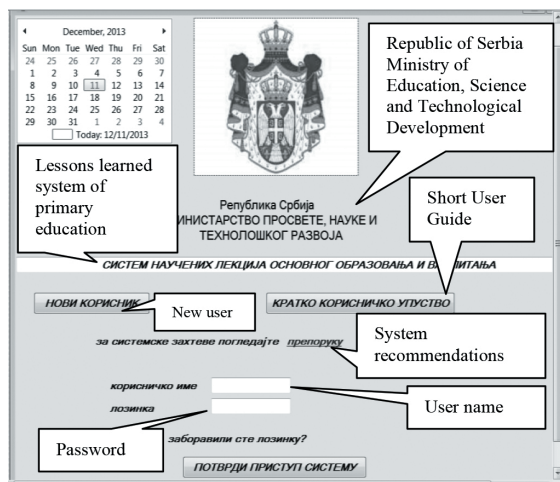 December, 2013
Sun Mon Tue Wed Thu Fri Sat
24 25 26 27 28 29 30
1 2 3 4 5 6 7
8 9 10 11 12 13 14
15 16 17 18 19 20 21
22 23 24 25 26 27 28
29 30 31 1 2 3 4
Today: 12/11/2013
Republic of Serbia
Ministry of
Education, Science
and Technological
Development
Lessons learned
system of
primary
education
Short User
Guide
Република Србија
ПРОСВЕТЕ, НАУКЕ И
ТЕХНОЛОШКОГ РАЗВОЈА
СИСТЕМ НАУЧЕНИХ ЛЕКЦИЈА ОСНОВНОГ ОБРАЗОВАЊА И
НОВИ КОРИСНИК
New user
КРАТКО КОРИСНИЧКО УПУСТВО
за системске захтеве погледајте препоруку
System
recommendations
корисничко име
User name
лозинка
Password
заборавили сте лозинку?
ПОТВРДИ ПРИСТУП СИСТЕМУ